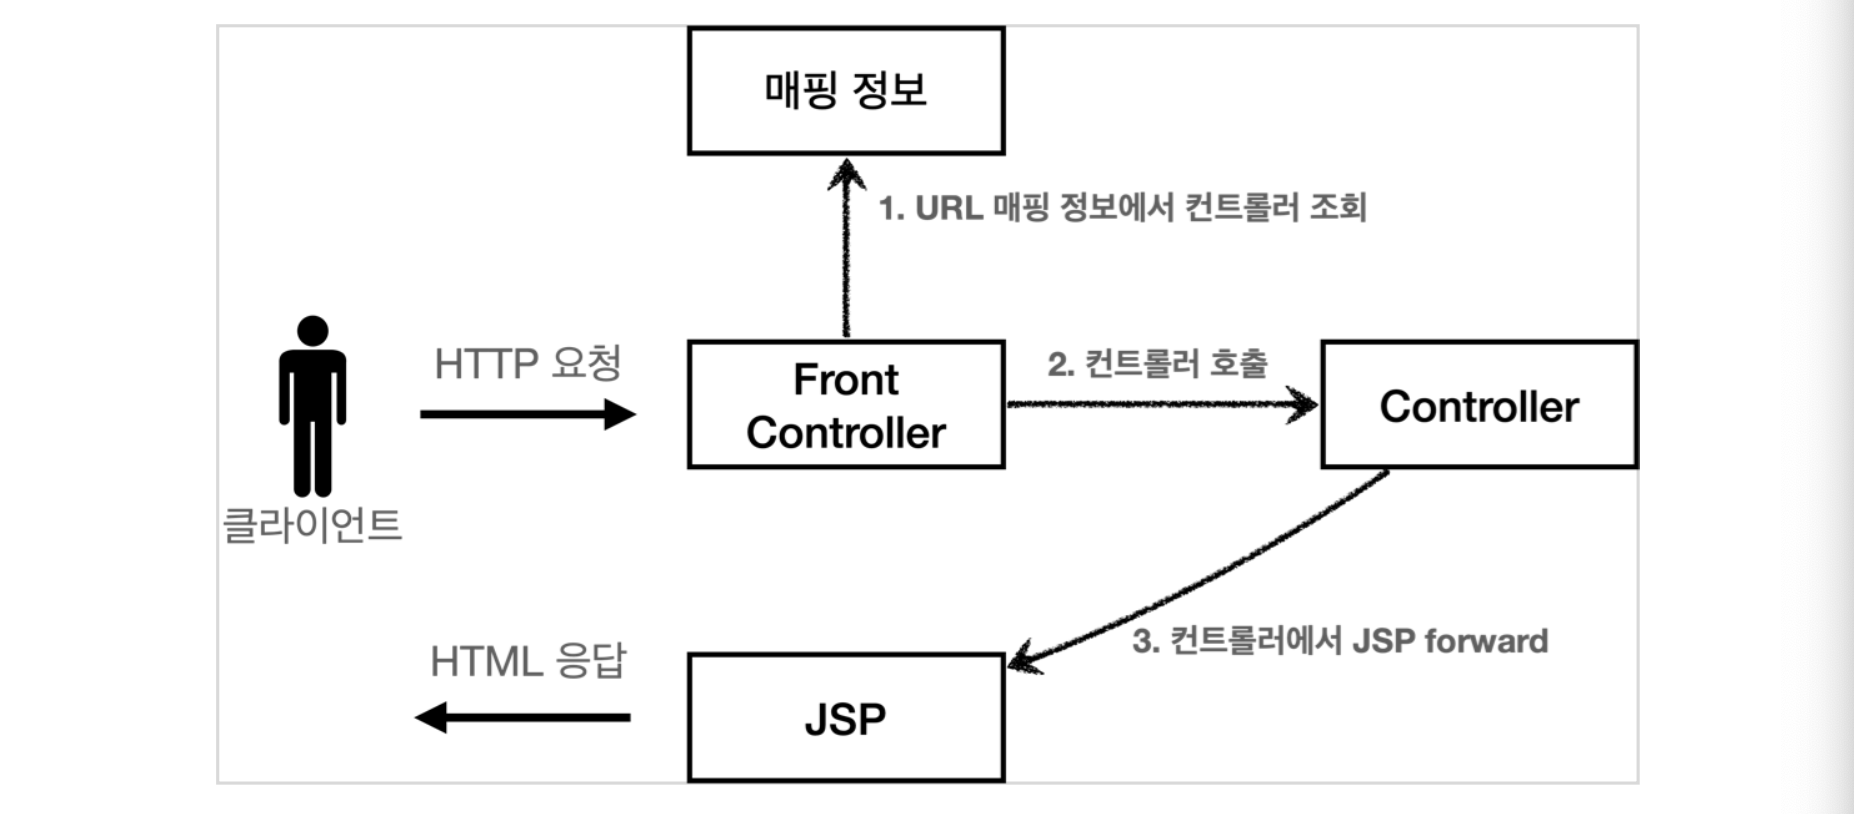 매핑 정보
1. URL 매핑 정보에서 컨트롤러 조회
HTTP 요청
Front
Controller
2. 컨트롤러 호출
Controller
클라이언트
3. 컨트롤러에서 JSP forward
HTML 응답
JSP